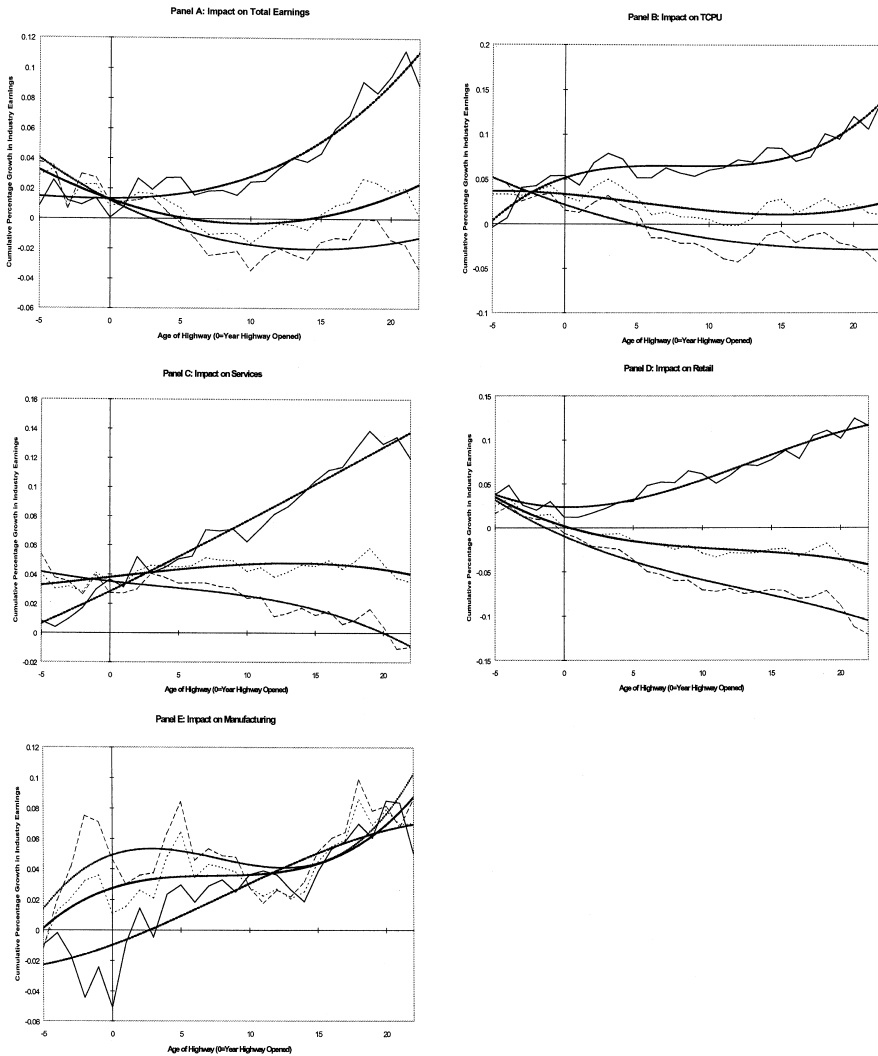 Panel A: Impact on Total Earnings
Cumulative Percentage Growth in Industry Earnings
0.12
0.1
0.08
0.06
0.04
0.02
0
-0.02
-0.04
-0.06
-5 0 5 10 15 20
Age of Highway (0=Year Highway Opened)
Panel B: Impact on TCPU
Cumulative Percentage Growth in Industry Earnings
0.2
0.15
0.1
0.05
0
-0.05
-0.1
-5 0 5 10 15 20
Age of Highway (0=Year Highway Opened)
Panel C: Impact on Services
Cumulative Percentage Growth in Industry Earnings
0.16
0.14
0.12
0.1
0.08
0.06
0.04
0.02
0
-0.02
-5 0 5 10 15 20
Age of Highway (0=Year Highway Opened)
Panel D: Impact on Retail
Cumulative Percentage Growth in Industry Earnings
0.15
0.1
0.05
0
-0.05
-0.1
-0.15
-5 0 5 10 15 20
Age of Highway (0=Year Highway Opened)
Panel E: Impact on Manufacturing
Cumulative Percentage Growth in Industry Earnings
0.12
0.1
0.08
0.06
0.04
0.02
0
-0.02
-0.04
-0.06
-5 0 5 10 15 20
Age of Highway (0=Year Highway Opened)